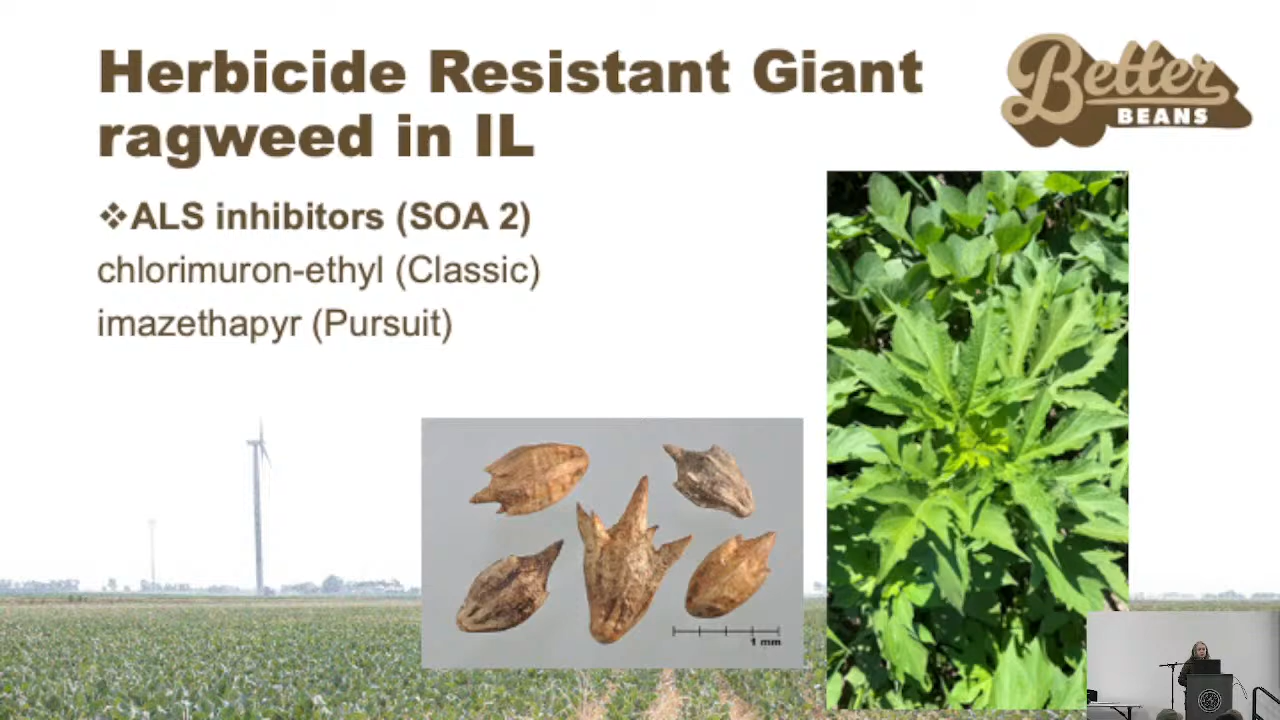 Herbicide Resistant Giant
ragweed in IL
Better
BEANS
❖ALS inhibitors (SOA 2)
chlorimuron-ethyl (Classic)
imazethapyr (Pursuit)
1 mm